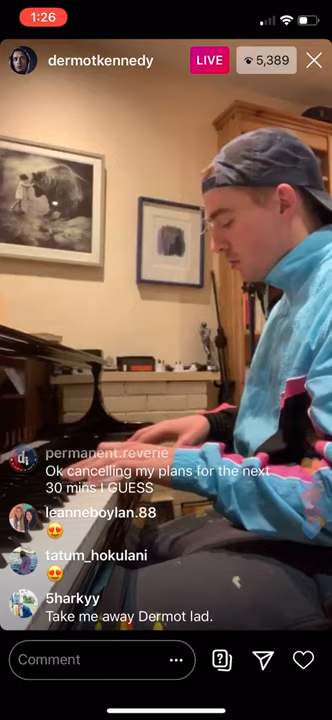 1:26
dermotkennedy
LIVE
5,389
permanent.reverie
Ok cancelling my plans for the next
30 mins I GUESS
leanneboylan.88
😍
tatum_hokulani
😍
5harkyy
Take me away Dermot lad.
Comment